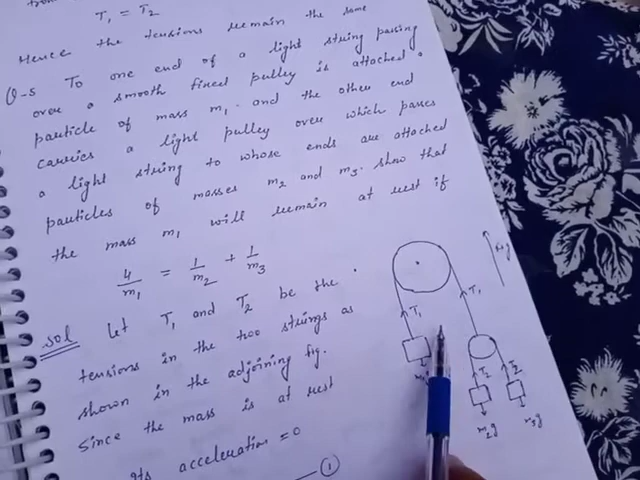 T₁ = T₂
Hence the tensions remain the same
Q-5 To one end of a light string passing
over a smooth fixed pulley is attached a
particle of mass m₁. and the other end
carries a light pulley over which passes
a light string to whose ends are attached
particles of masses m₂ and m₃. show that
the mass m₁ will remain at rest if
4/m₁ = 1/m₂ + 1/m₃
Sol Let T₁ and T₂ be the
tensions in the two strings as
shown in the adjoining fig.
Since the mass is at rest
Its acceleration = 0
①
T₁
T₁
T₂
T₂
m₂g
m₃g